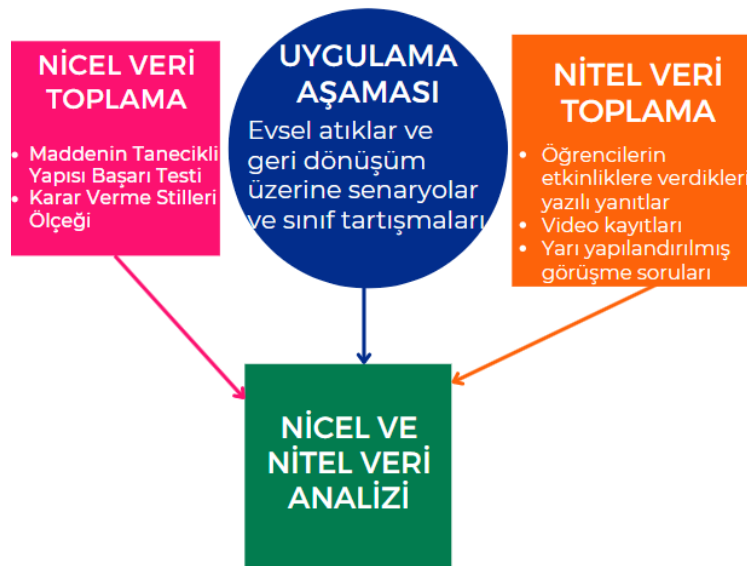 NİCEL VERİ
TOPLAMA
• Maddenin Tanecikli
Yapısı Başarı Testi
• Karar Verme Stilleri
Ölçeği
UYGULAMA
AŞAMASI
Evsel atıklar ve
geri dönüşüm
üzerine senaryolar
ve sınıf tartışmaları
NİTEL VERİ
TOPLAMA
• Öğrencilerin
etkinliklere verdikleri
yazılı yanıtlar
• Video kayıtları
• Yarı yapılandırılmış
görüşme soruları
NİCEL VE
NİTEL VERİ
ANALİZİ